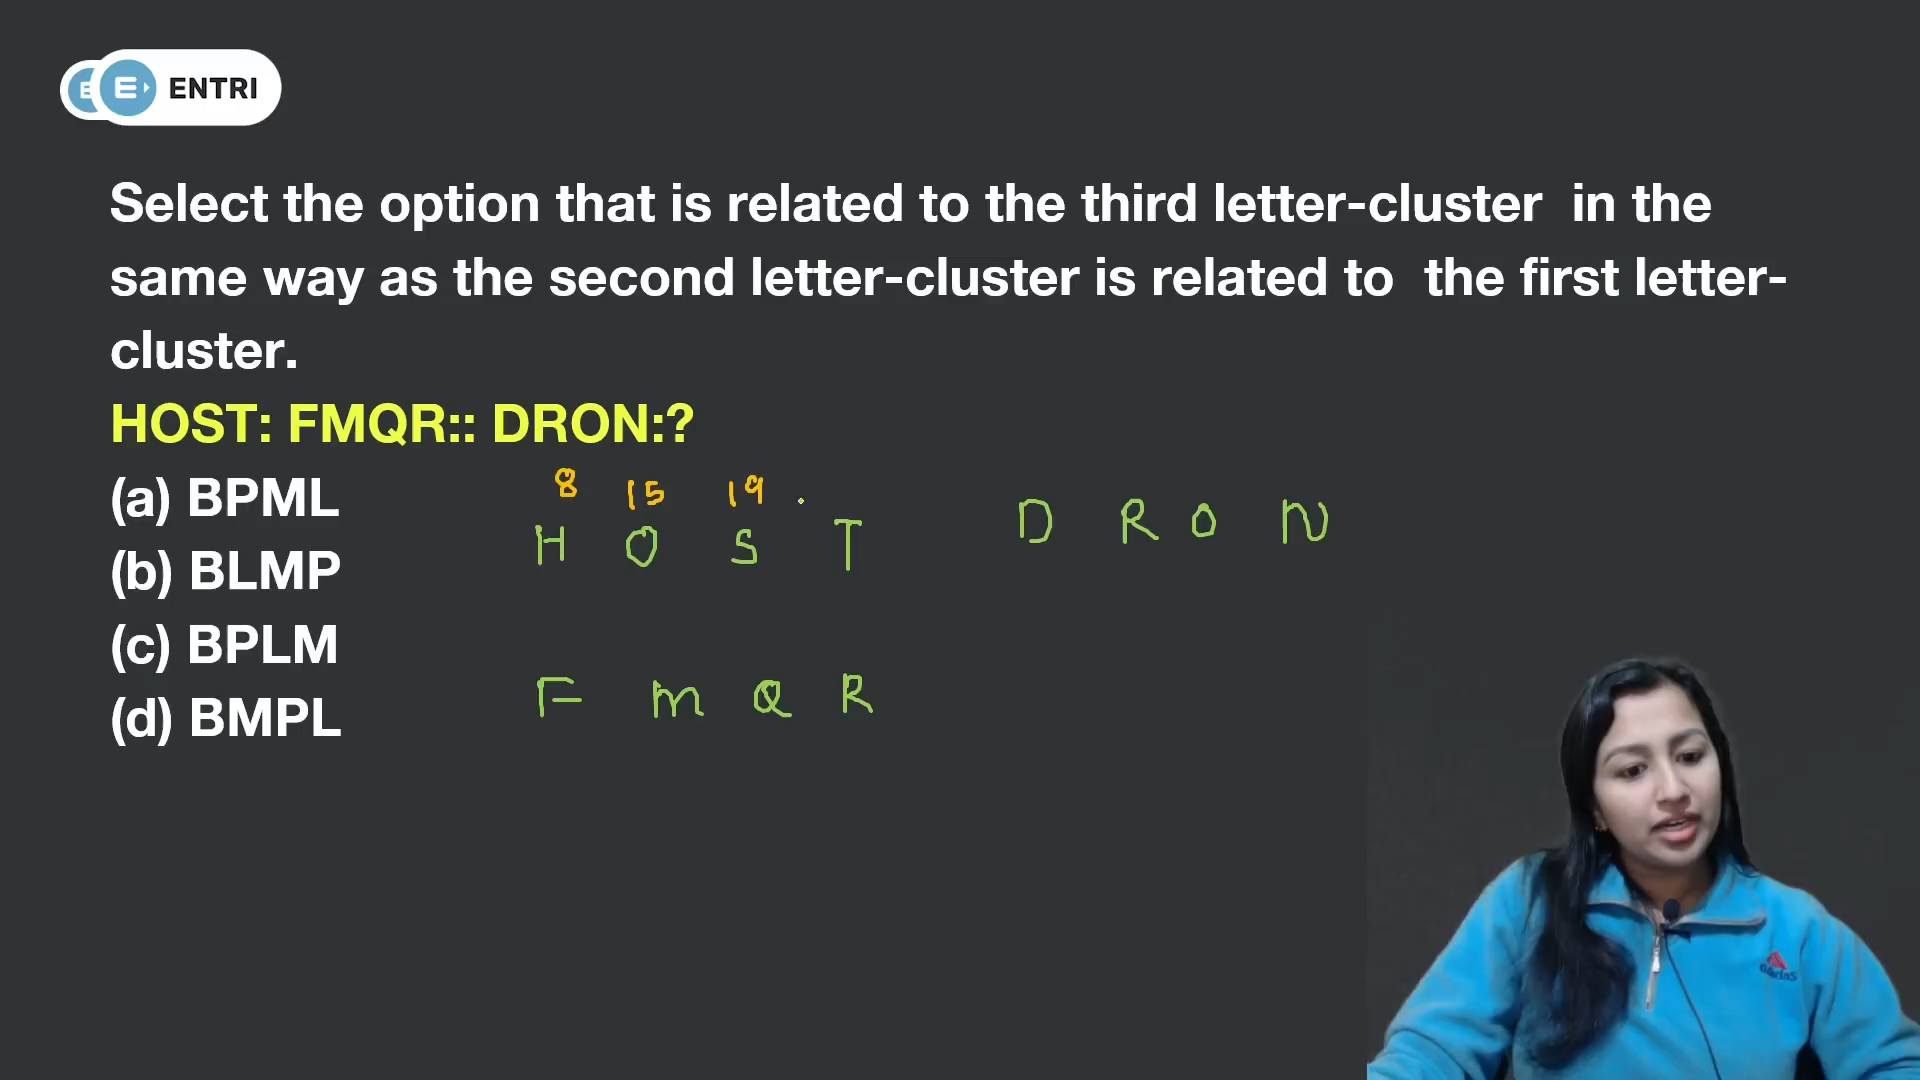 E ENTRI
Select the option that is related to the third letter-cluster in the
same way as the second letter-cluster is related to the first letter-
cluster.
HOST: FMQR:: DRON:?
(a) BPML
(b) BLMP
(c) BPLM
(d) BMPL
8 15 19
H O S T
D R O N
F M Q R